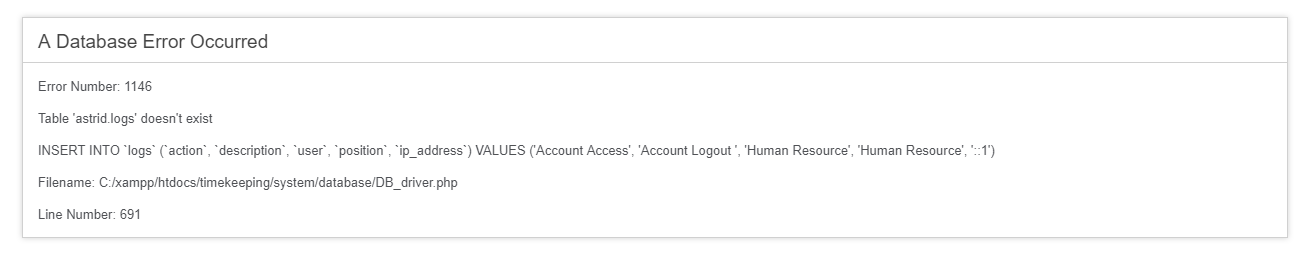 A Database Error Occurred
Error Number: 1146
Table 'astrid.logs' doesn't exist
INSERT INTO `logs` (`action`, `description`, `user`, `position`, `ip_address`) VALUES ('Account Access', 'Account Logout ', 'Human Resource', 'Human Resource', '::1')
Filename: C:/xampp/htdocs/timekeeping/system/database/DB_driver.php
Line Number: 691